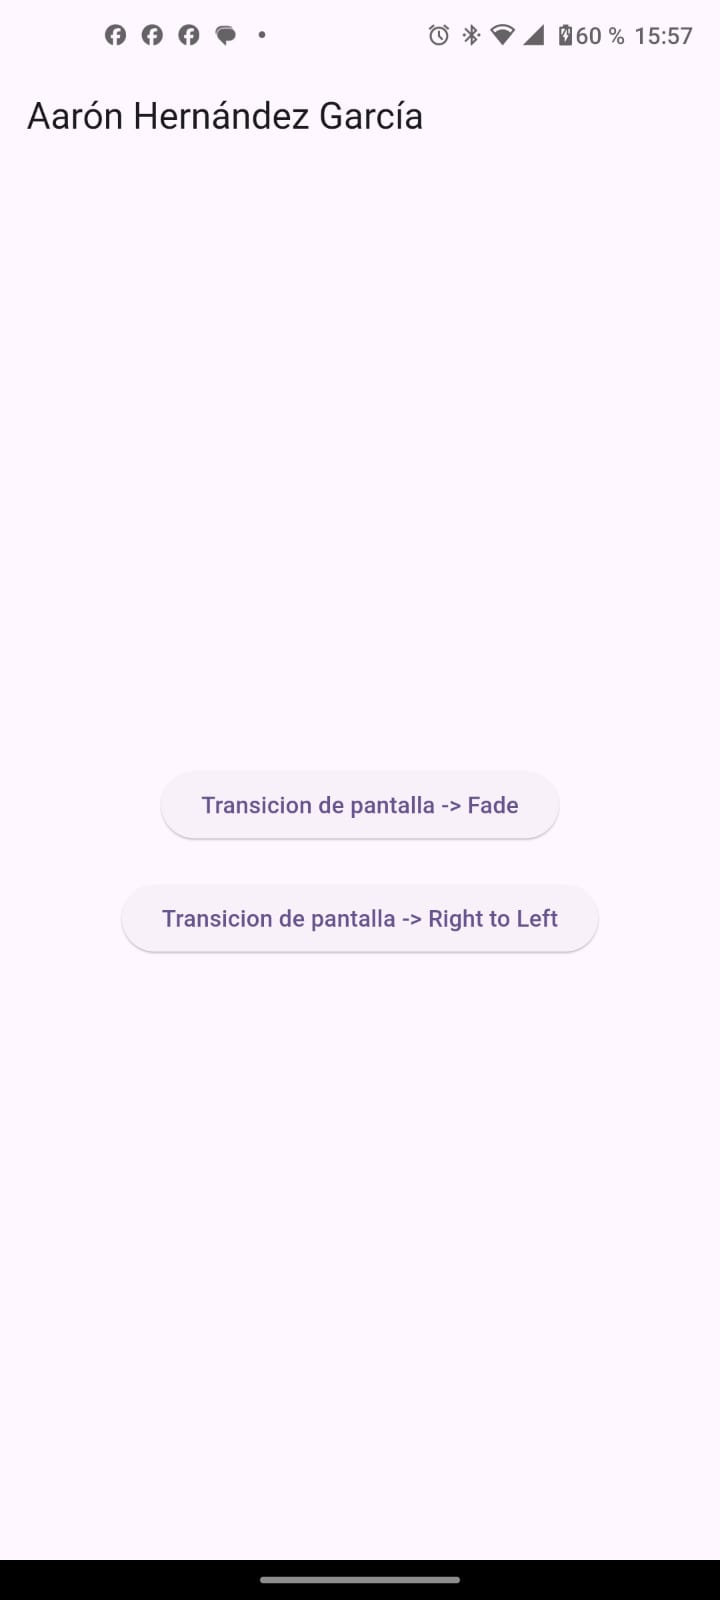 60 % 15:57
Aarón Hernández García
Transicion de pantalla -> Fade
Transicion de pantalla -> Right to Left